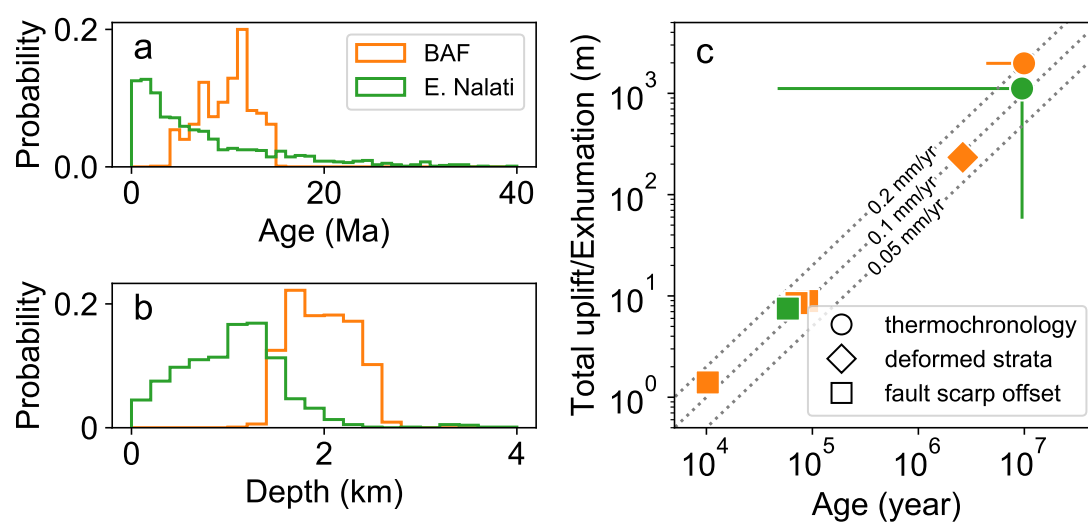 a
BAF
E. Nalati
Probability
0.2
0.0
0
20
40
Age (Ma)
b
Probability
0.2
0
0
2
4
Depth (km)
c
Total uplift/Exhumation (m)
10³
10²
10¹
10⁰
0.2 mm/yr
0.1 mm/yr
0.05 mm/yr
thermochronology
deformed strata
fault scarp offset
10⁴
10⁵
10⁶
10⁷
Age (year)